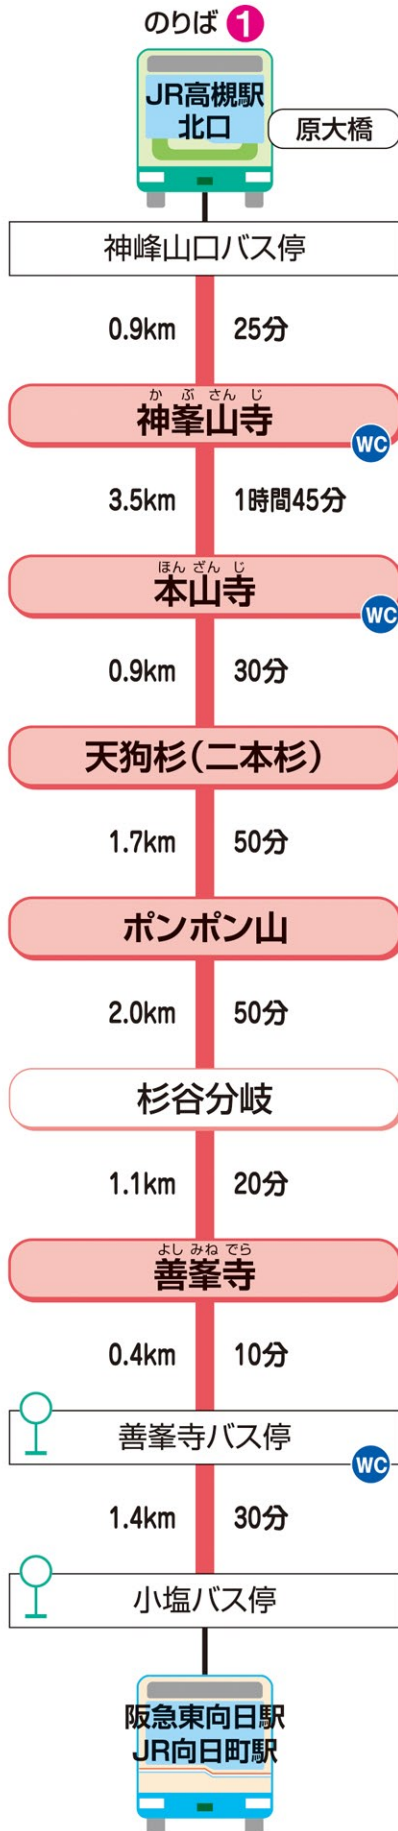 のりば 1
JR高槻駅
北口
原大橋
神峰山口バス停
0.9km 25分
か ぶ さん じ
神峯山寺
WC
3.5km 1時間45分
ほん ざん じ
本山寺
WC
0.9km 30分
天狗杉(二本杉)
1.7km 50分
ポンポン山
2.0km 50分
杉谷分岐
1.1km 20分
よし みね でら
善峯寺
0.4km 10分
善峯寺バス停
WC
1.4km 30分
小塩バス停
阪急東向日駅
JR向日町駅